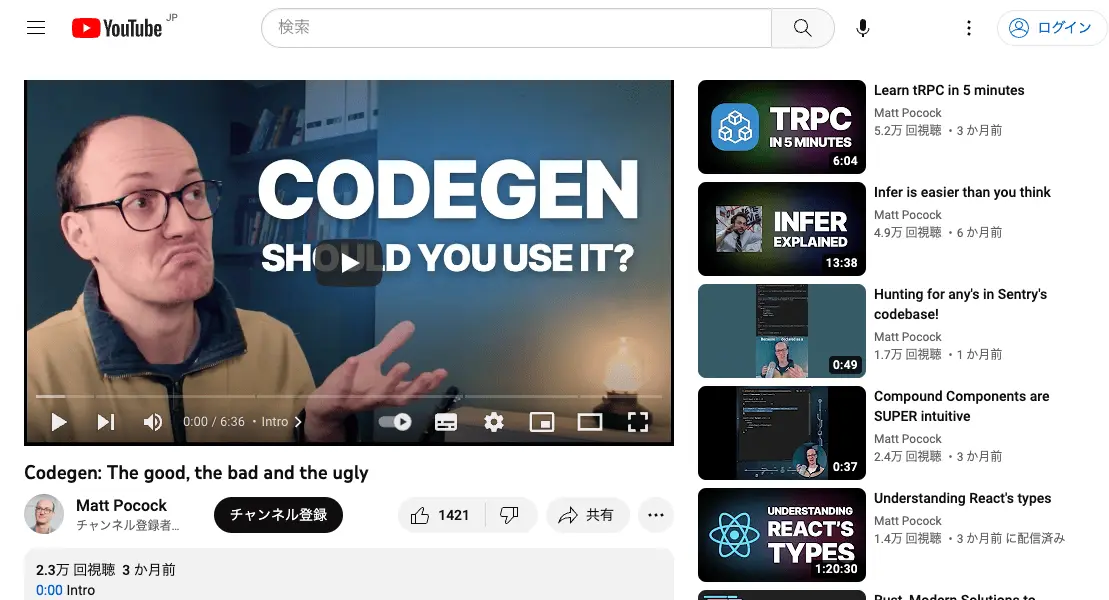 YouTube JP
検索
ログイン
CODEGEN
SHOULD YOU USE IT?
0:00 / 6:36 ・ Intro
Codegen: The good, the bad and the ugly
Matt Pocock
チャンネル登録者...
チャンネル登録
1421
共有
2.3万 回視聴 3 か月前
0:00 Intro
TRPC
IN 5 MINUTES
6:04
Learn tRPC in 5 minutes
Matt Pocock
5.2万 回視聴 ・3 か月前
INFER
EXPLAINED
13:38
Infer is easier than you think
Matt Pocock
4.9万 回視聴 ・6 か月前
0:49
Hunting for any's in Sentry's
codebase!
Matt Pocock
1.7万 回視聴 ・1 か月前
0:37
Compound Components are
SUPER intuitive
Matt Pocock
2.4万 回視聴 ・3 か月前
UNDERSTANDING
REACT'S
TYPES
1:20:30
Understanding React's types
Matt Pocock
1.4万 回視聴 ・3 か月前 に配信済み
Rust, Modern Solutions to